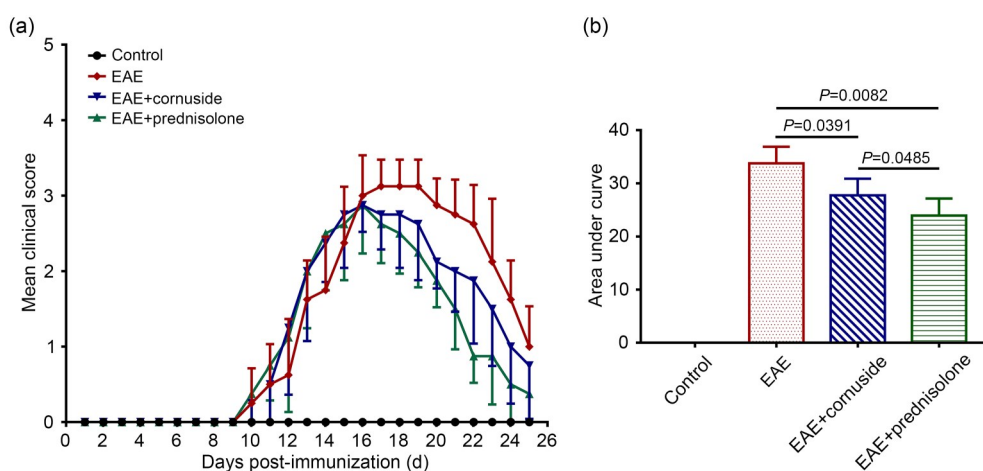 (a)
Control
EAE
EAE+cornuside
EAE+prednisolone
Mean clinical score
5
4
3
2
1
0
0 2 4 6 8 10 12 14 16 18 20 22 24 26
Days post-immunization (d)
(b)
P=0.0082
P=0.0391
P=0.0485
Area under curve
40
30
20
10
0
Control
EAE
EAE+cornuside
EAE+prednisolone